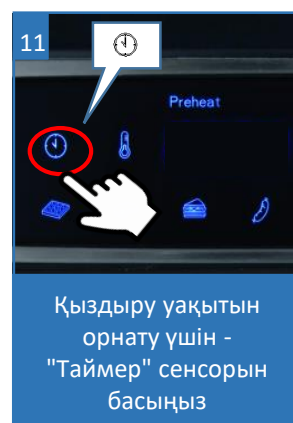 11
Preheat
Қыздыру уақытын
орнату үшін -
"Таймер" сенсорын
басыңыз